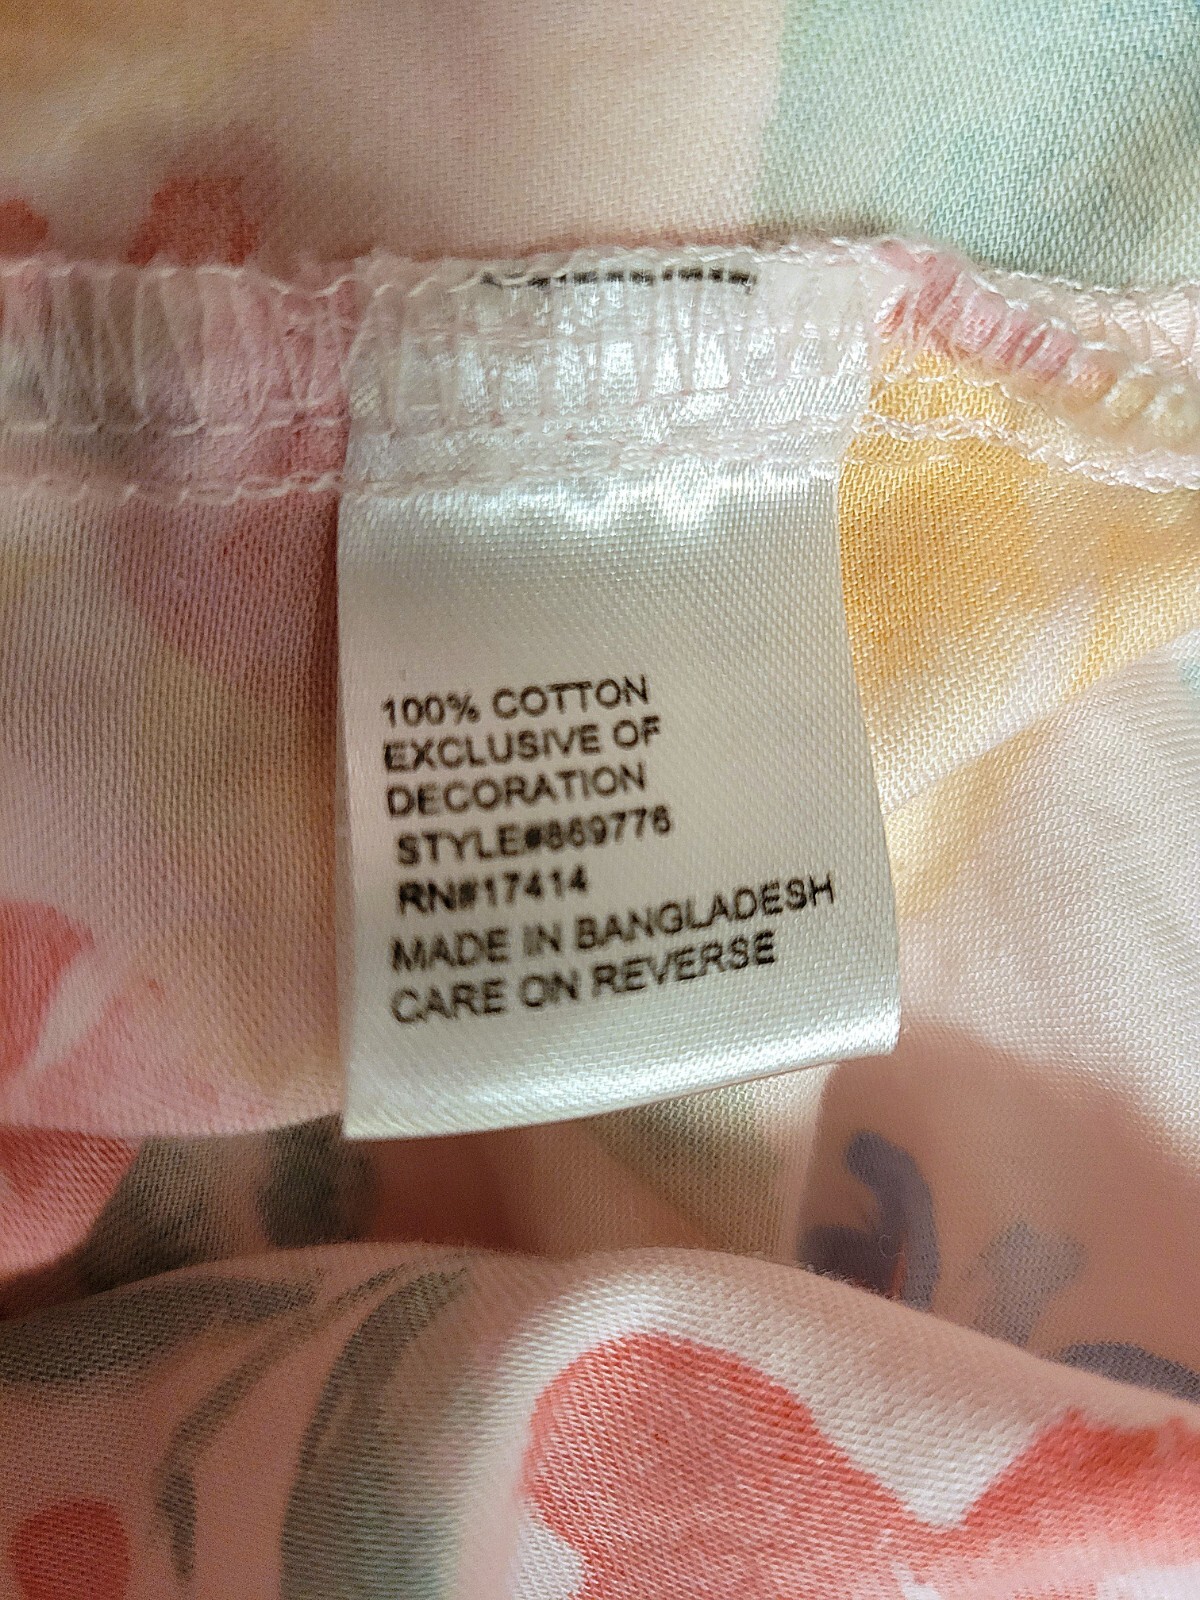 100% COTTON
EXCLUSIVE OF
DECORATION
STYLE#869776
RN#17414
MADE IN BANGLADESH
CARE ON REVERSE